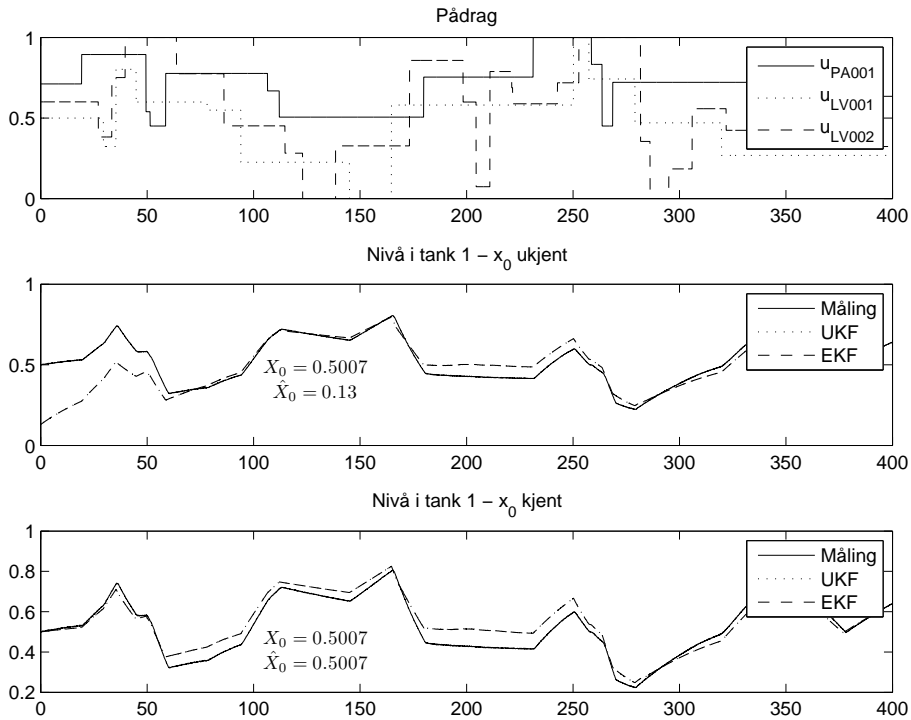 Pådrag
1
0.5
0
0 50 100 150 200 250 300 350 400
u_PA001
u_LV001
u_LV002
Nivå i tank 1 − x_0 ukjent
1
0.5
0
0 50 100 150 200 250 300 350 400
X_0 = 0.5007
X̂_0 = 0.13
Måling
UKF
EKF
Nivå i tank 1 − x_0 kjent
1
0.8
0.6
0.4
0.2
0 50 100 150 200 250 300 350 400
X_0 = 0.5007
X̂_0 = 0.5007
Måling
UKF
EKF